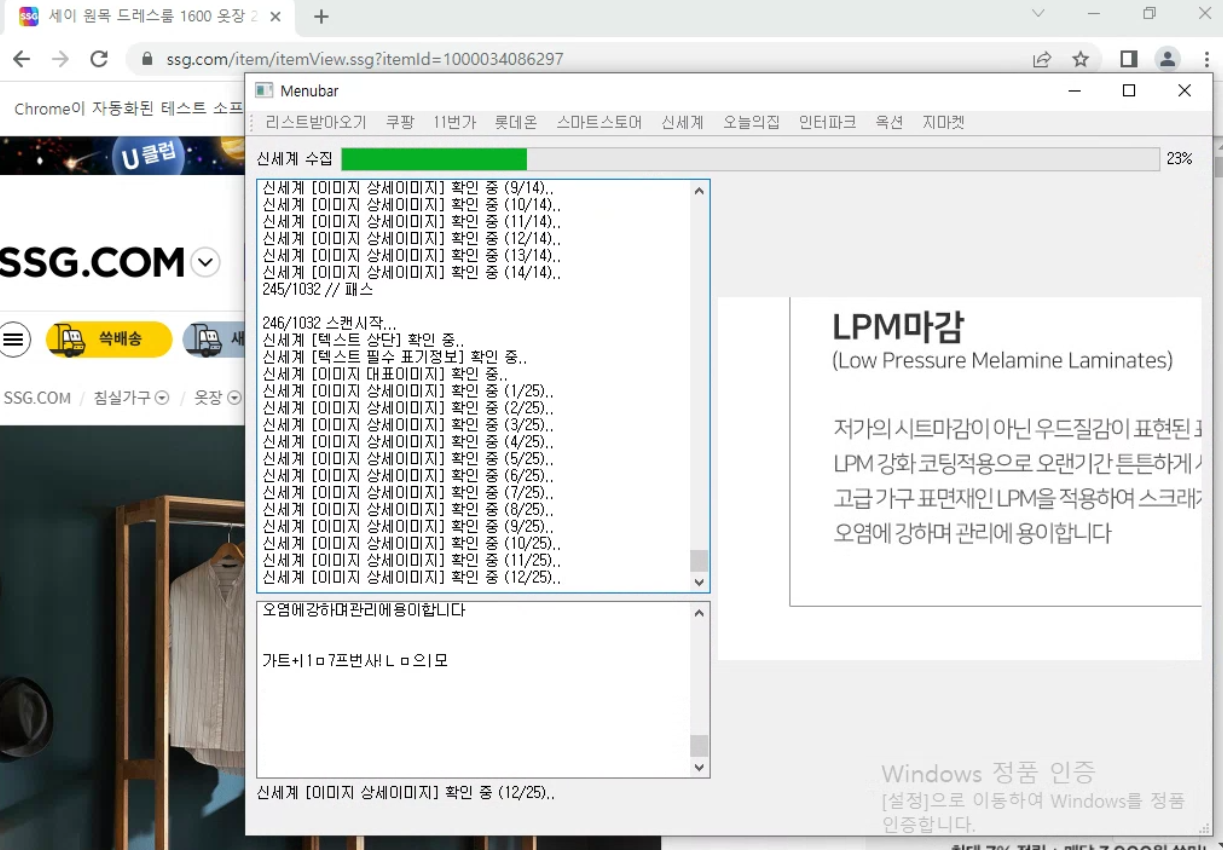 세이 원목 드레스룸 1600 옷장 2
ssg.com/item/itemView.ssg?itemId=1000034086297
Chrome이 자동화된 테스트 소프
U클럽
SSG.COM
쓱배송
새
SSG.COM / 침실가구 / 옷장
Menubar
리스트받아오기 쿠팡 11번가 롯데온 스마트스토어 신세계 오늘의집 인터파크 옥션 지마켓
신세계 수집 23%
신세계 [이미지 상세이미지] 확인 중 (9/14)..
신세계 [이미지 상세이미지] 확인 중 (10/14)..
신세계 [이미지 상세이미지] 확인 중 (11/14)..
신세계 [이미지 상세이미지] 확인 중 (12/14)..
신세계 [이미지 상세이미지] 확인 중 (13/14)..
신세계 [이미지 상세이미지] 확인 중 (14/14)..
245/1032 // 패스
246/1032 스캔시작...
신세계 [텍스트 상단] 확인 중..
신세계 [텍스트 필수 표기정보] 확인 중..
신세계 [이미지 대표이미지] 확인 중..
신세계 [이미지 상세이미지] 확인 중 (1/25)..
신세계 [이미지 상세이미지] 확인 중 (2/25)..
신세계 [이미지 상세이미지] 확인 중 (3/25)..
신세계 [이미지 상세이미지] 확인 중 (4/25)..
신세계 [이미지 상세이미지] 확인 중 (5/25)..
신세계 [이미지 상세이미지] 확인 중 (6/25)..
신세계 [이미지 상세이미지] 확인 중 (7/25)..
신세계 [이미지 상세이미지] 확인 중 (8/25)..
신세계 [이미지 상세이미지] 확인 중 (9/25)..
신세계 [이미지 상세이미지] 확인 중 (10/25)..
신세계 [이미지 상세이미지] 확인 중 (11/25)..
신세계 [이미지 상세이미지] 확인 중 (12/25)..
오염에강하며관리에용이합니다
가트+|1ㅁ7프번사!ㄴㅁ으|모
신세계 [이미지 상세이미지] 확인 중 (12/25)..
LPM마감
(Low Pressure Melamine Laminates)
저가의 시트마감이 아닌 우드질감이 표현된
LPM 강화 코팅적용으로 오랜기간 튼튼하게
고급 가구 표면재인 LPM을 적용하여 스크래
오염에 강하며 관리에 용이합니다
Windows 정품 인증
[설정]으로 이동하여 Windows를 정품
인증합니다.